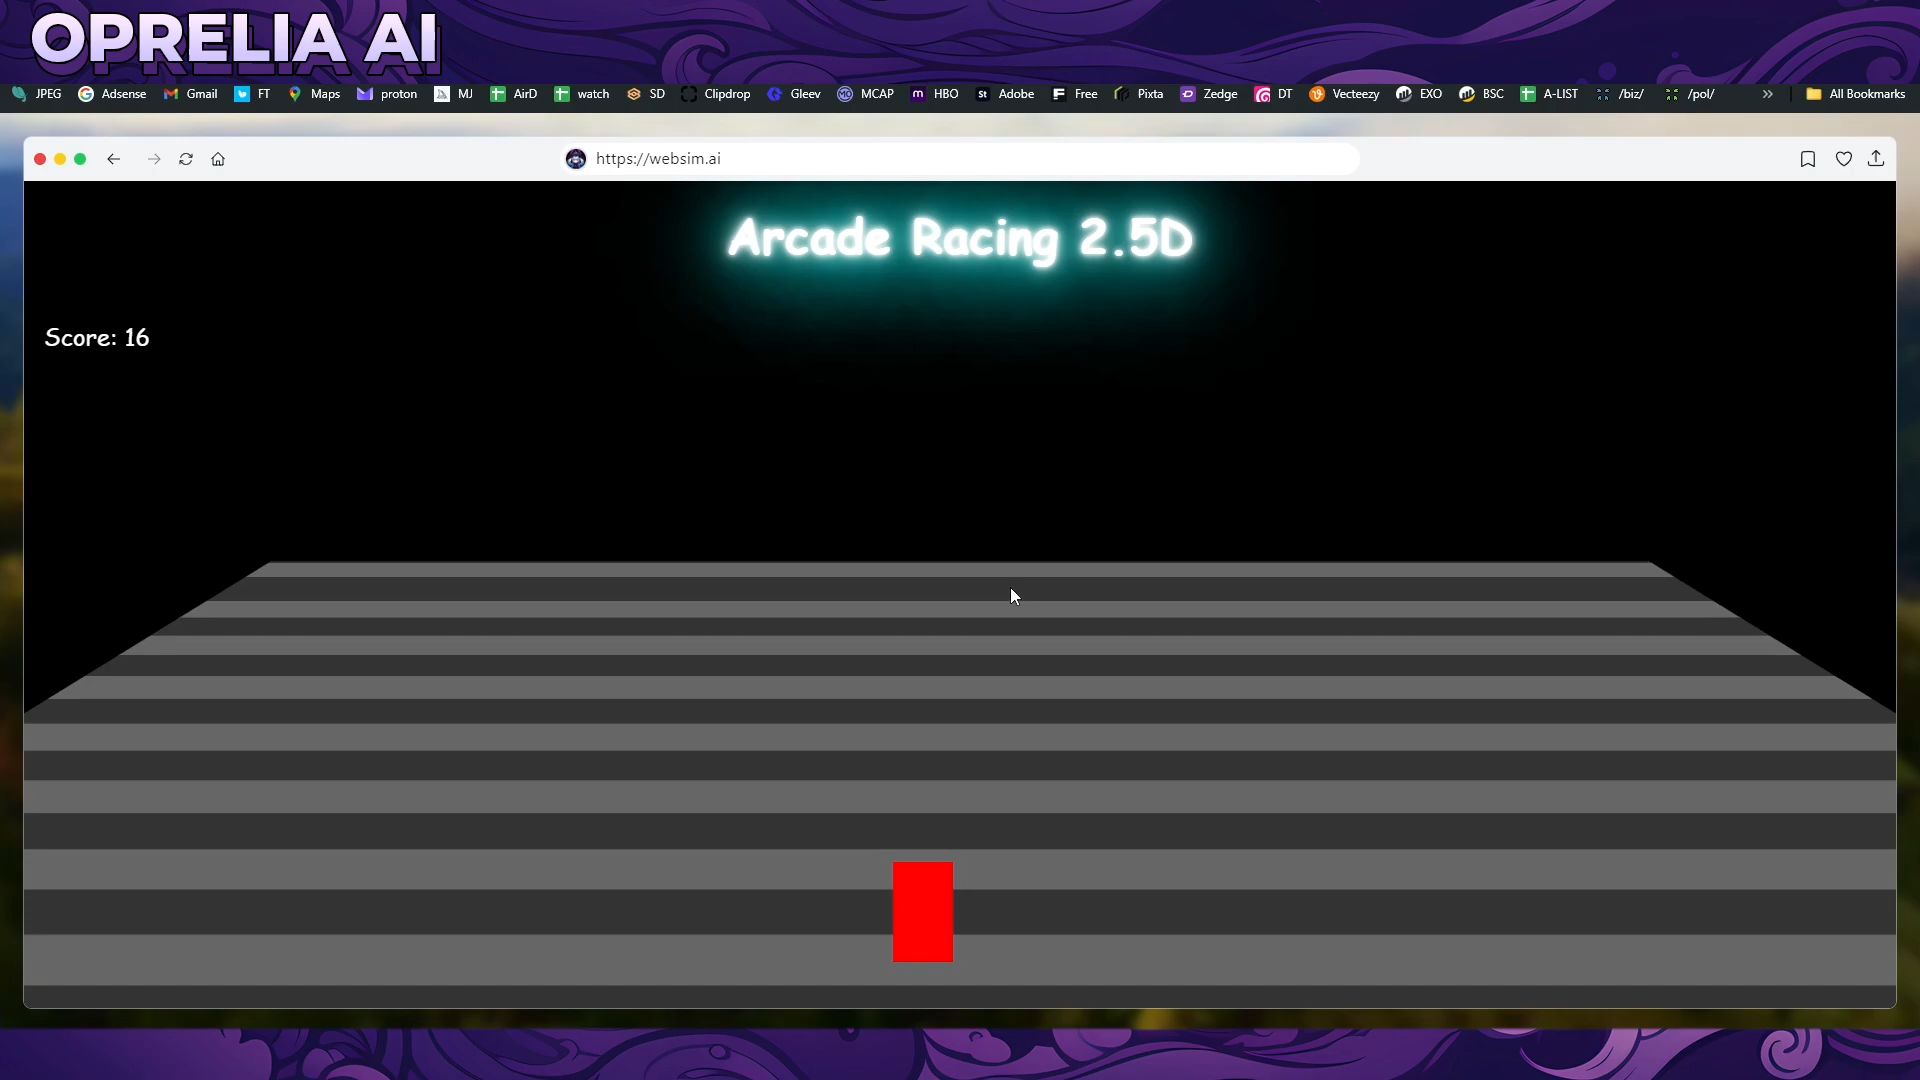 OPRELIA AI
JPEG Adsense Gmail FT Maps proton MJ AirD watch SD Clipdrop Gleev MCAP HBO Adobe Free Pixta Zedge DT Vecteezy EXO BSC A-LIST /biz/ /pol/ » All Bookmarks
https://websim.ai
Arcade Racing 2.5D
Score: 16